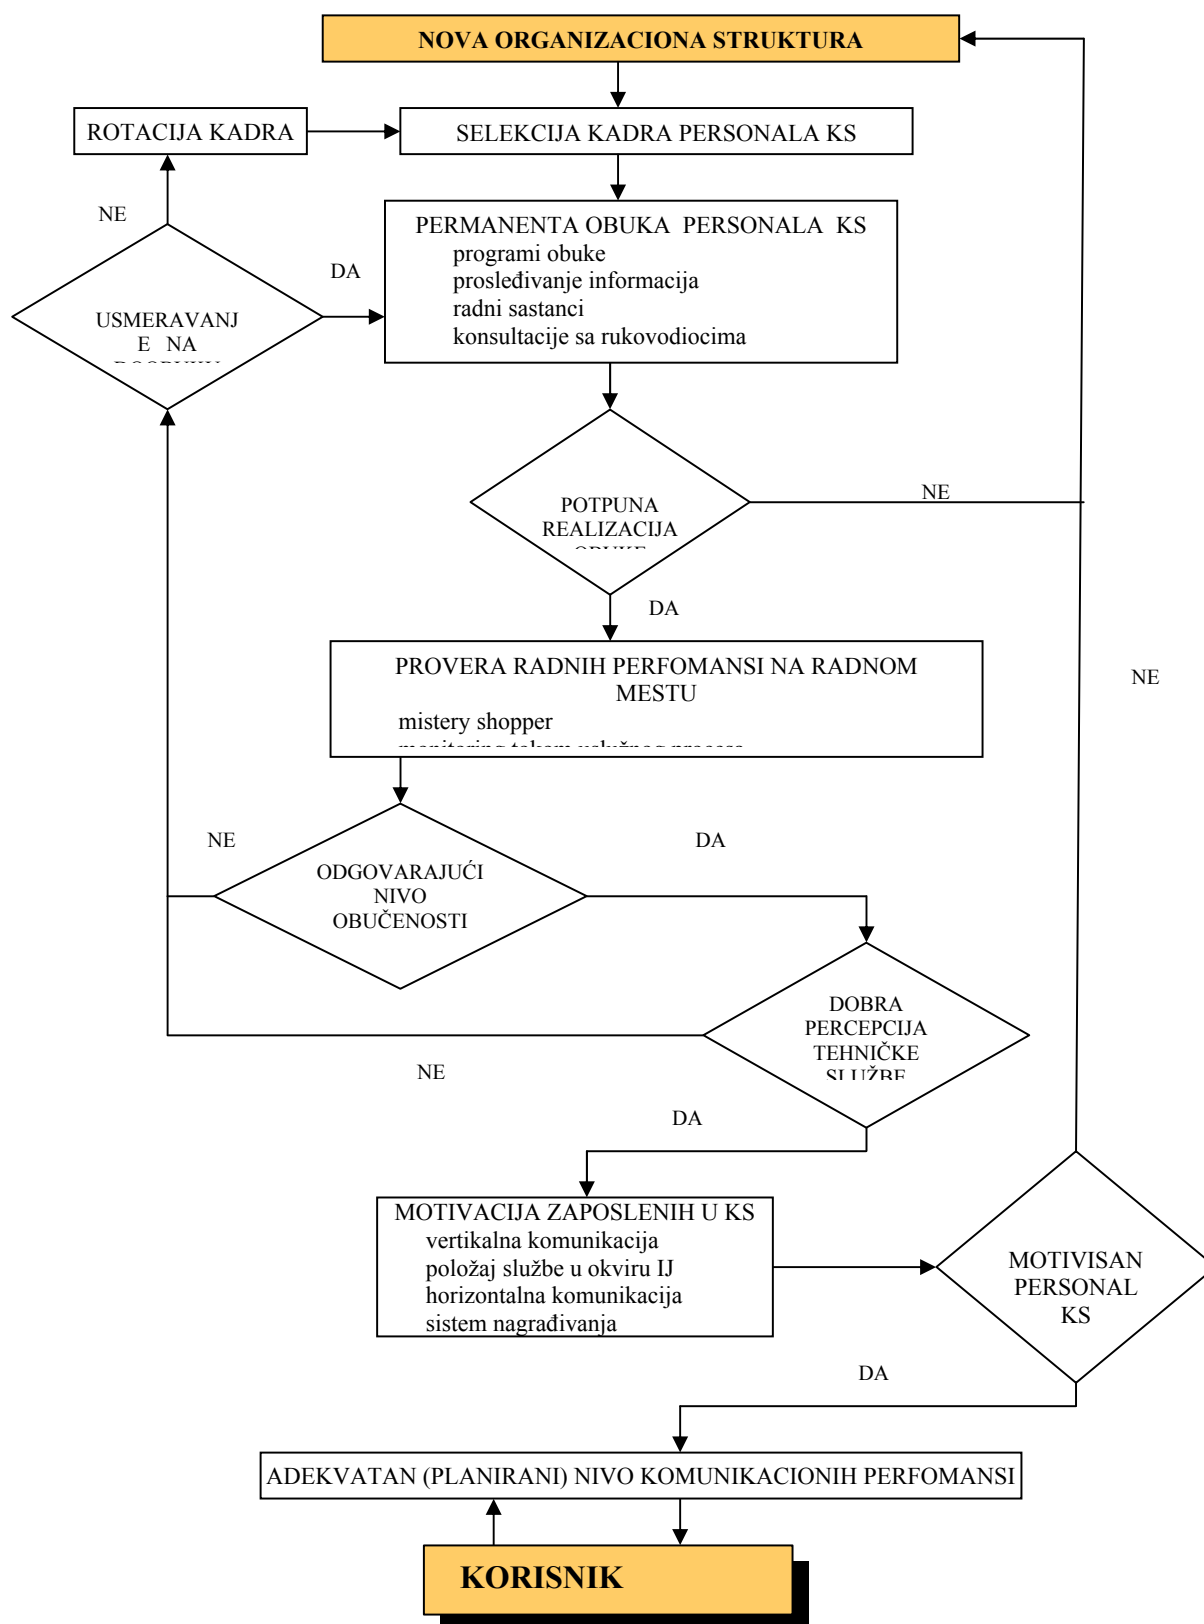 NOVA ORGANIZACIONA STRUKTURA
ROTACIJA KADRA
SELEKCIJA KADRA PERSONALA KS
NE
PERMANENTA OBUKA PERSONALA KS
programi obuke
prosleđivanje informacija
radni sastanci
konsultacije sa rukovodiocima
DA
USMERAVANJ
E NA
NE
POTPUNA
REALIZACIJA
DA
PROVERA RADNIH PERFOMANSI NA RADNOM
MESTU
mistery shopper
NE
NE
DA
ODGOVARAJUĆI
NIVO
OBUČENOSTI
DOBRA
PERCEPCIJA
TEHNIČKE
SLUŽBE
NE
DA
MOTIVACIJA ZAPOSLENIH U KS
vertikalna komunikacija
položaj službe u okviru IJ
horizontalna komunikacija
sistem nagrađivanja
MOTIVISAN
PERSONAL
KS
DA
ADEKVATAN (PLANIRANI) NIVO KOMUNIKACIONIH PERFOMANSI
KORISNIK